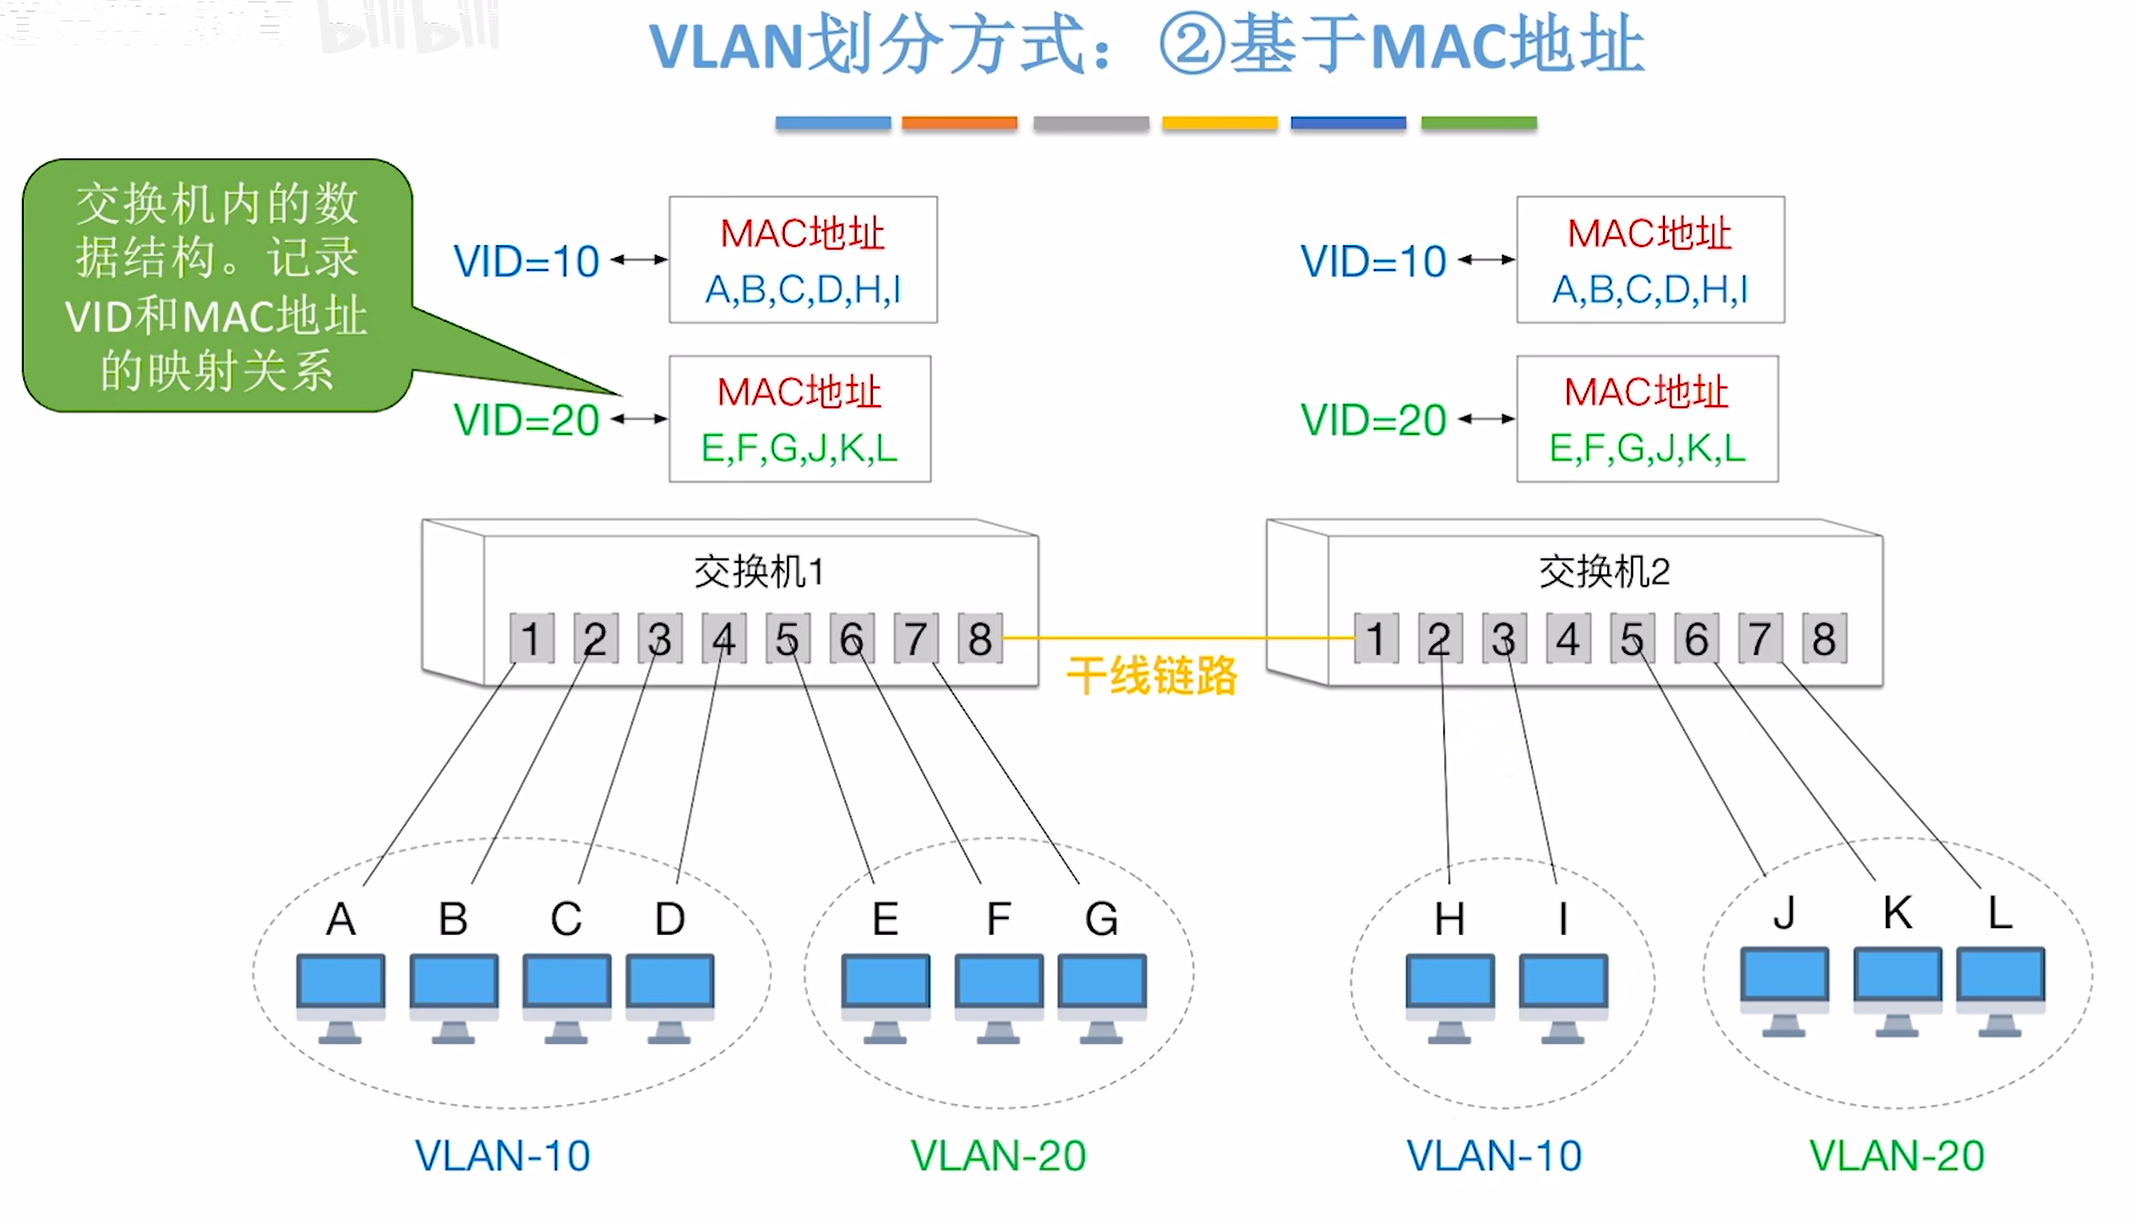 VLAN划分方式：②基于MAC地址
交换机内的数
据结构。记录
VID和MAC地址
的映射关系
VID=10
MAC地址
A,B,C,D,H,I
VID=20
MAC地址
E,F,G,J,K,L
VID=10
MAC地址
A,B,C,D,H,I
VID=20
MAC地址
E,F,G,J,K,L
交换机1
1 2 3 4 5 6 7 8
干线链路
交换机2
1 2 3 4 5 6 7 8
A B C D
E F G
H I
J K L
VLAN-10
VLAN-20
VLAN-10
VLAN-20
bilibili